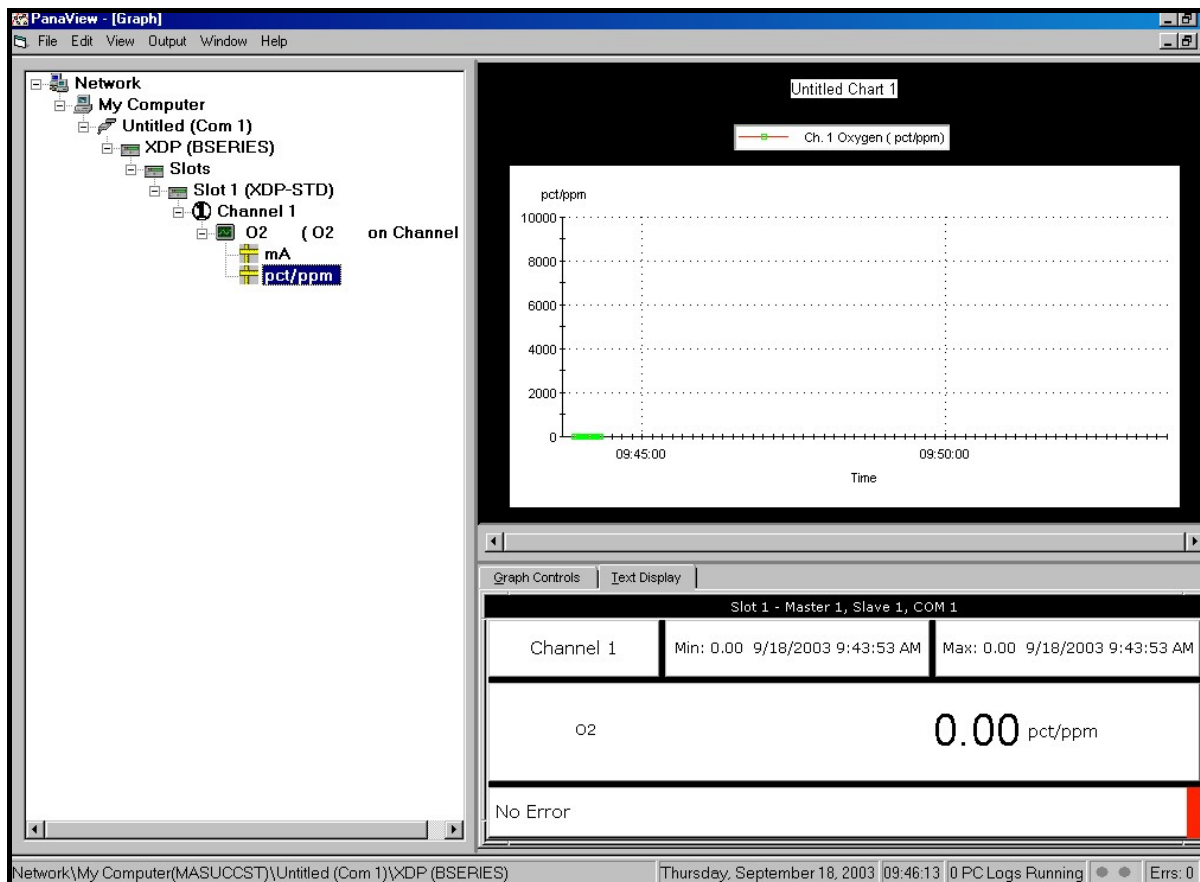 PanaView - [Graph]
File Edit View Output Window Help
Network
My Computer
Untitled (Com 1)
XDP (BSERIES)
Slots
Slot 1 (XDP-STD)
1 Channel 1
O2 ( O2 on Channel
mA
pct/ppm
Untitled Chart 1
Ch. 1 Oxygen ( pct/ppm)
pct/ppm
10000
8000
6000
4000
2000
0
09:45:00 09:50:00
Time
Graph Controls Text Display
Slot 1 - Master 1, Slave 1, COM 1
Channel 1 Min: 0.00 9/18/2003 9:43:53 AM Max: 0.00 9/18/2003 9:43:53 AM
O2 0.00 pct/ppm
No Error
Network\My Computer(MASUCCST)\Untitled (Com 1)\XDP (BSERIES) Thursday, September 18, 2003 09:46:13 0 PC Logs Running Errs: 0